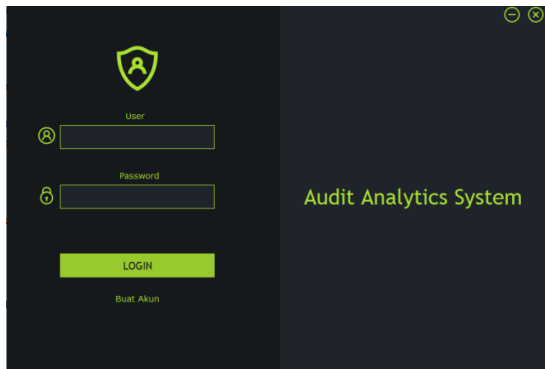 User
Password
LOGIN
Buat Akun
Audit Analytics System